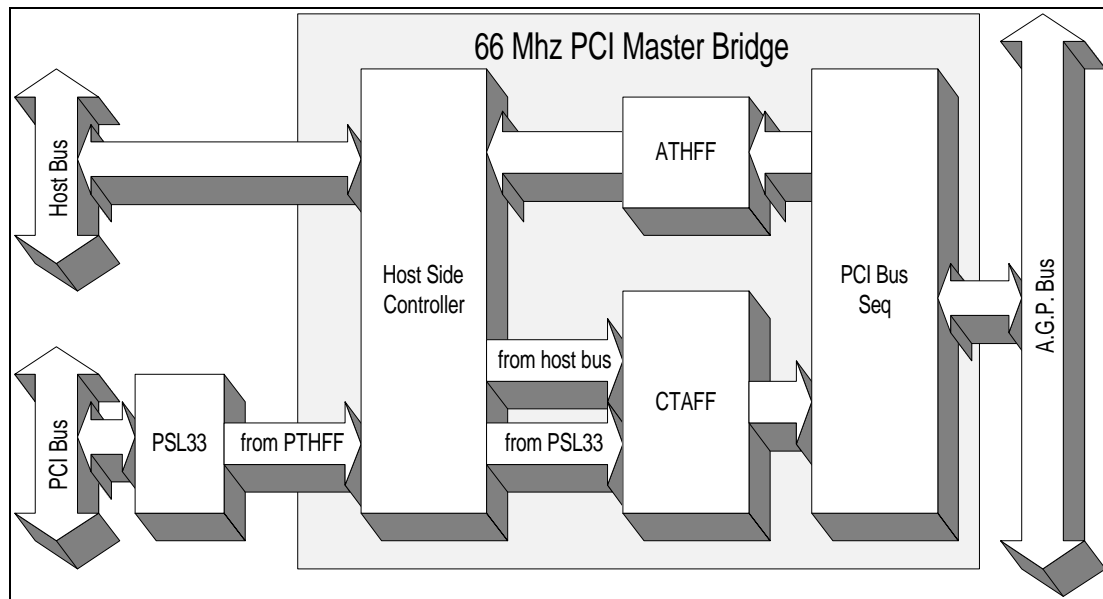 66 Mhz PCI Master Bridge
Host Bus
ATHFF
Host Side
Controller
PCI Bus
Seq
A.G.P. Bus
from host bus
CTAFF
PCI Bus
PSL33
from PTHFF
from PSL33